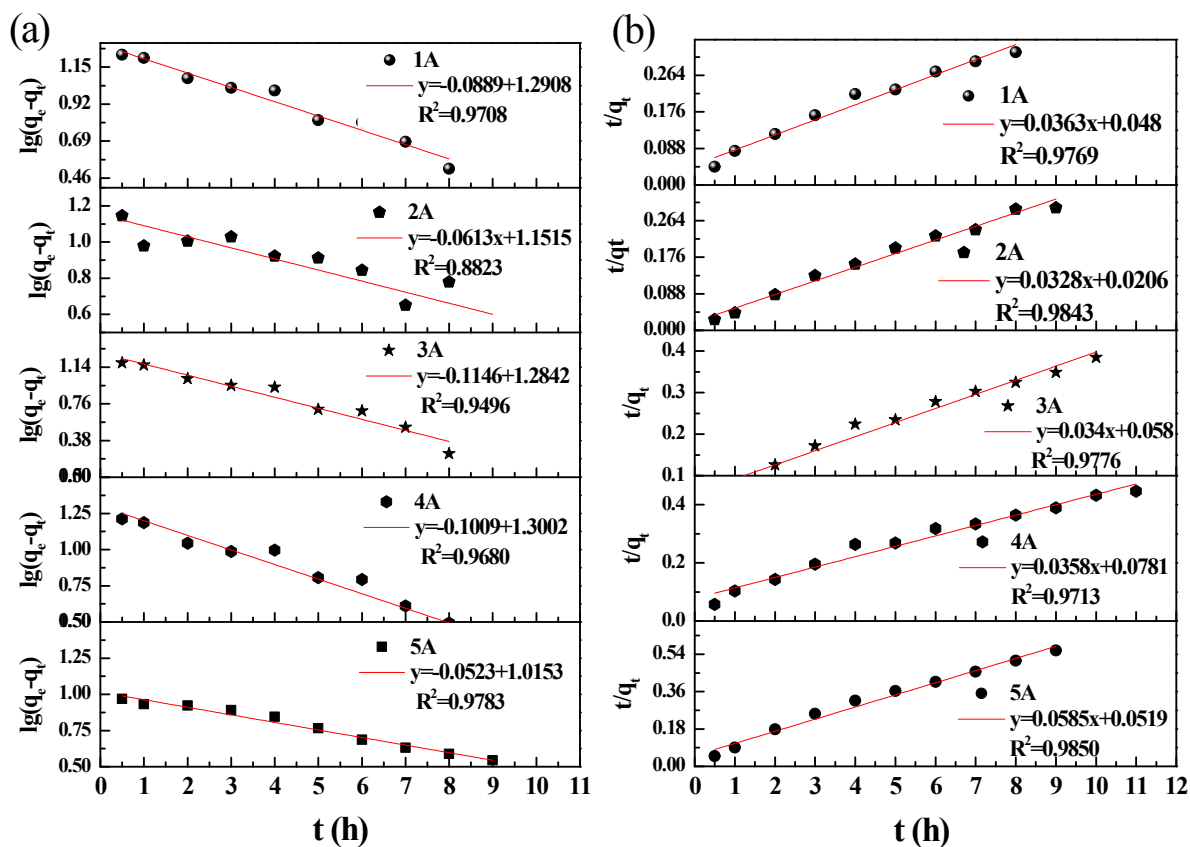 (a)
lg(qe-qt)
1.15
0.92
0.69
0.46
1A
y=-0.0889+1.2908
R²=0.9708
lg(qe-qt)
1.2
1.0
0.8
0.6
2A
y=-0.0613x+1.1515
R²=0.8823
lg(qe-qt)
1.14
0.76
0.38
3A
y=-0.1146+1.2842
R²=0.9496
lg(qe-qt)
1.25
1.00
0.75
4A
y=-0.1009+1.3002
R²=0.9680
lg(qe-qt)
1.25
1.00
0.75
0.50
5A
y=-0.0523+1.0153
R²=0.9783
0 1 2 3 4 5 6 7 8 9 10 11
t (h)
(b)
t/qt
0.264
0.176
0.088
0.000
1A
y=0.0363x+0.048
R²=0.9769
t/qt
0.264
0.176
0.088
0.000
2A
y=0.0328x+0.0206
R²=0.9843
t/qt
0.4
0.3
0.2
0.1
3A
y=0.034x+0.058
R²=0.9776
t/qt
0.4
0.2
0.0
4A
y=0.0358x+0.0781
R²=0.9713
t/qt
0.54
0.36
0.18
0.00
5A
y=0.0585x+0.0519
R²=0.9850
0 1 2 3 4 5 6 7 8 9 10 11 12
t (h)